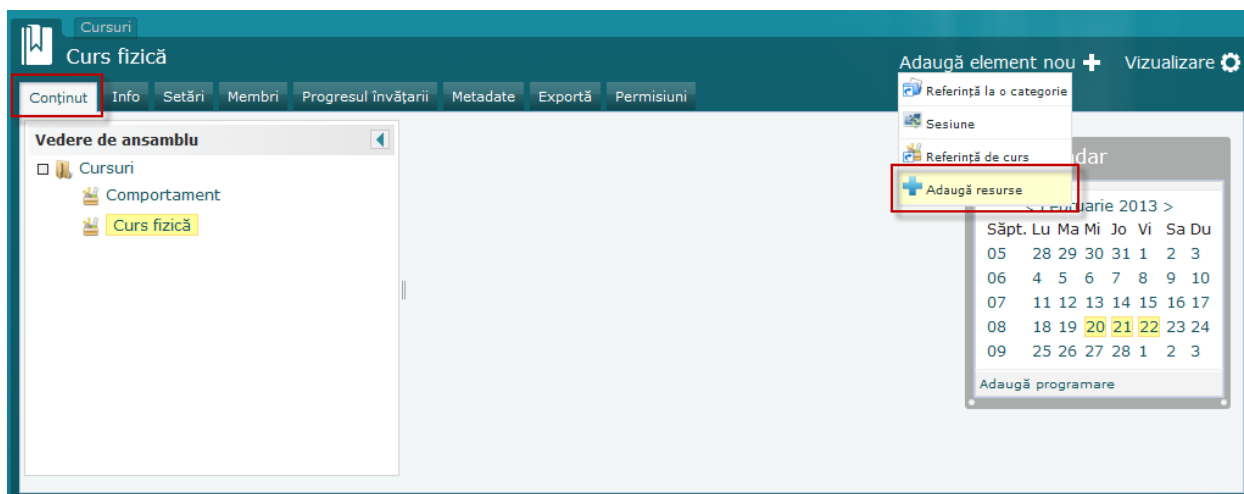 Cursuri
Curs fizică
Adaugă element nou
Vizualizare
Conținut Info Setări Membri Progresul învățarii Metadate Exportă Permisiuni
Referință la o categorie
Sesiune
Referință de curs
Adaugă resurse
Vedere de ansamblu
Cursuri
Comportament
Curs fizică
dar
< Februarie 2013 >
Săpt. Lu Ma Mi Jo Vi Sa Du
05 28 29 30 31 1 2 3
06 4 5 6 7 8 9 10
07 11 12 13 14 15 16 17
08 18 19 20 21 22 23 24
09 25 26 27 28 1 2 3
Adaugă programare